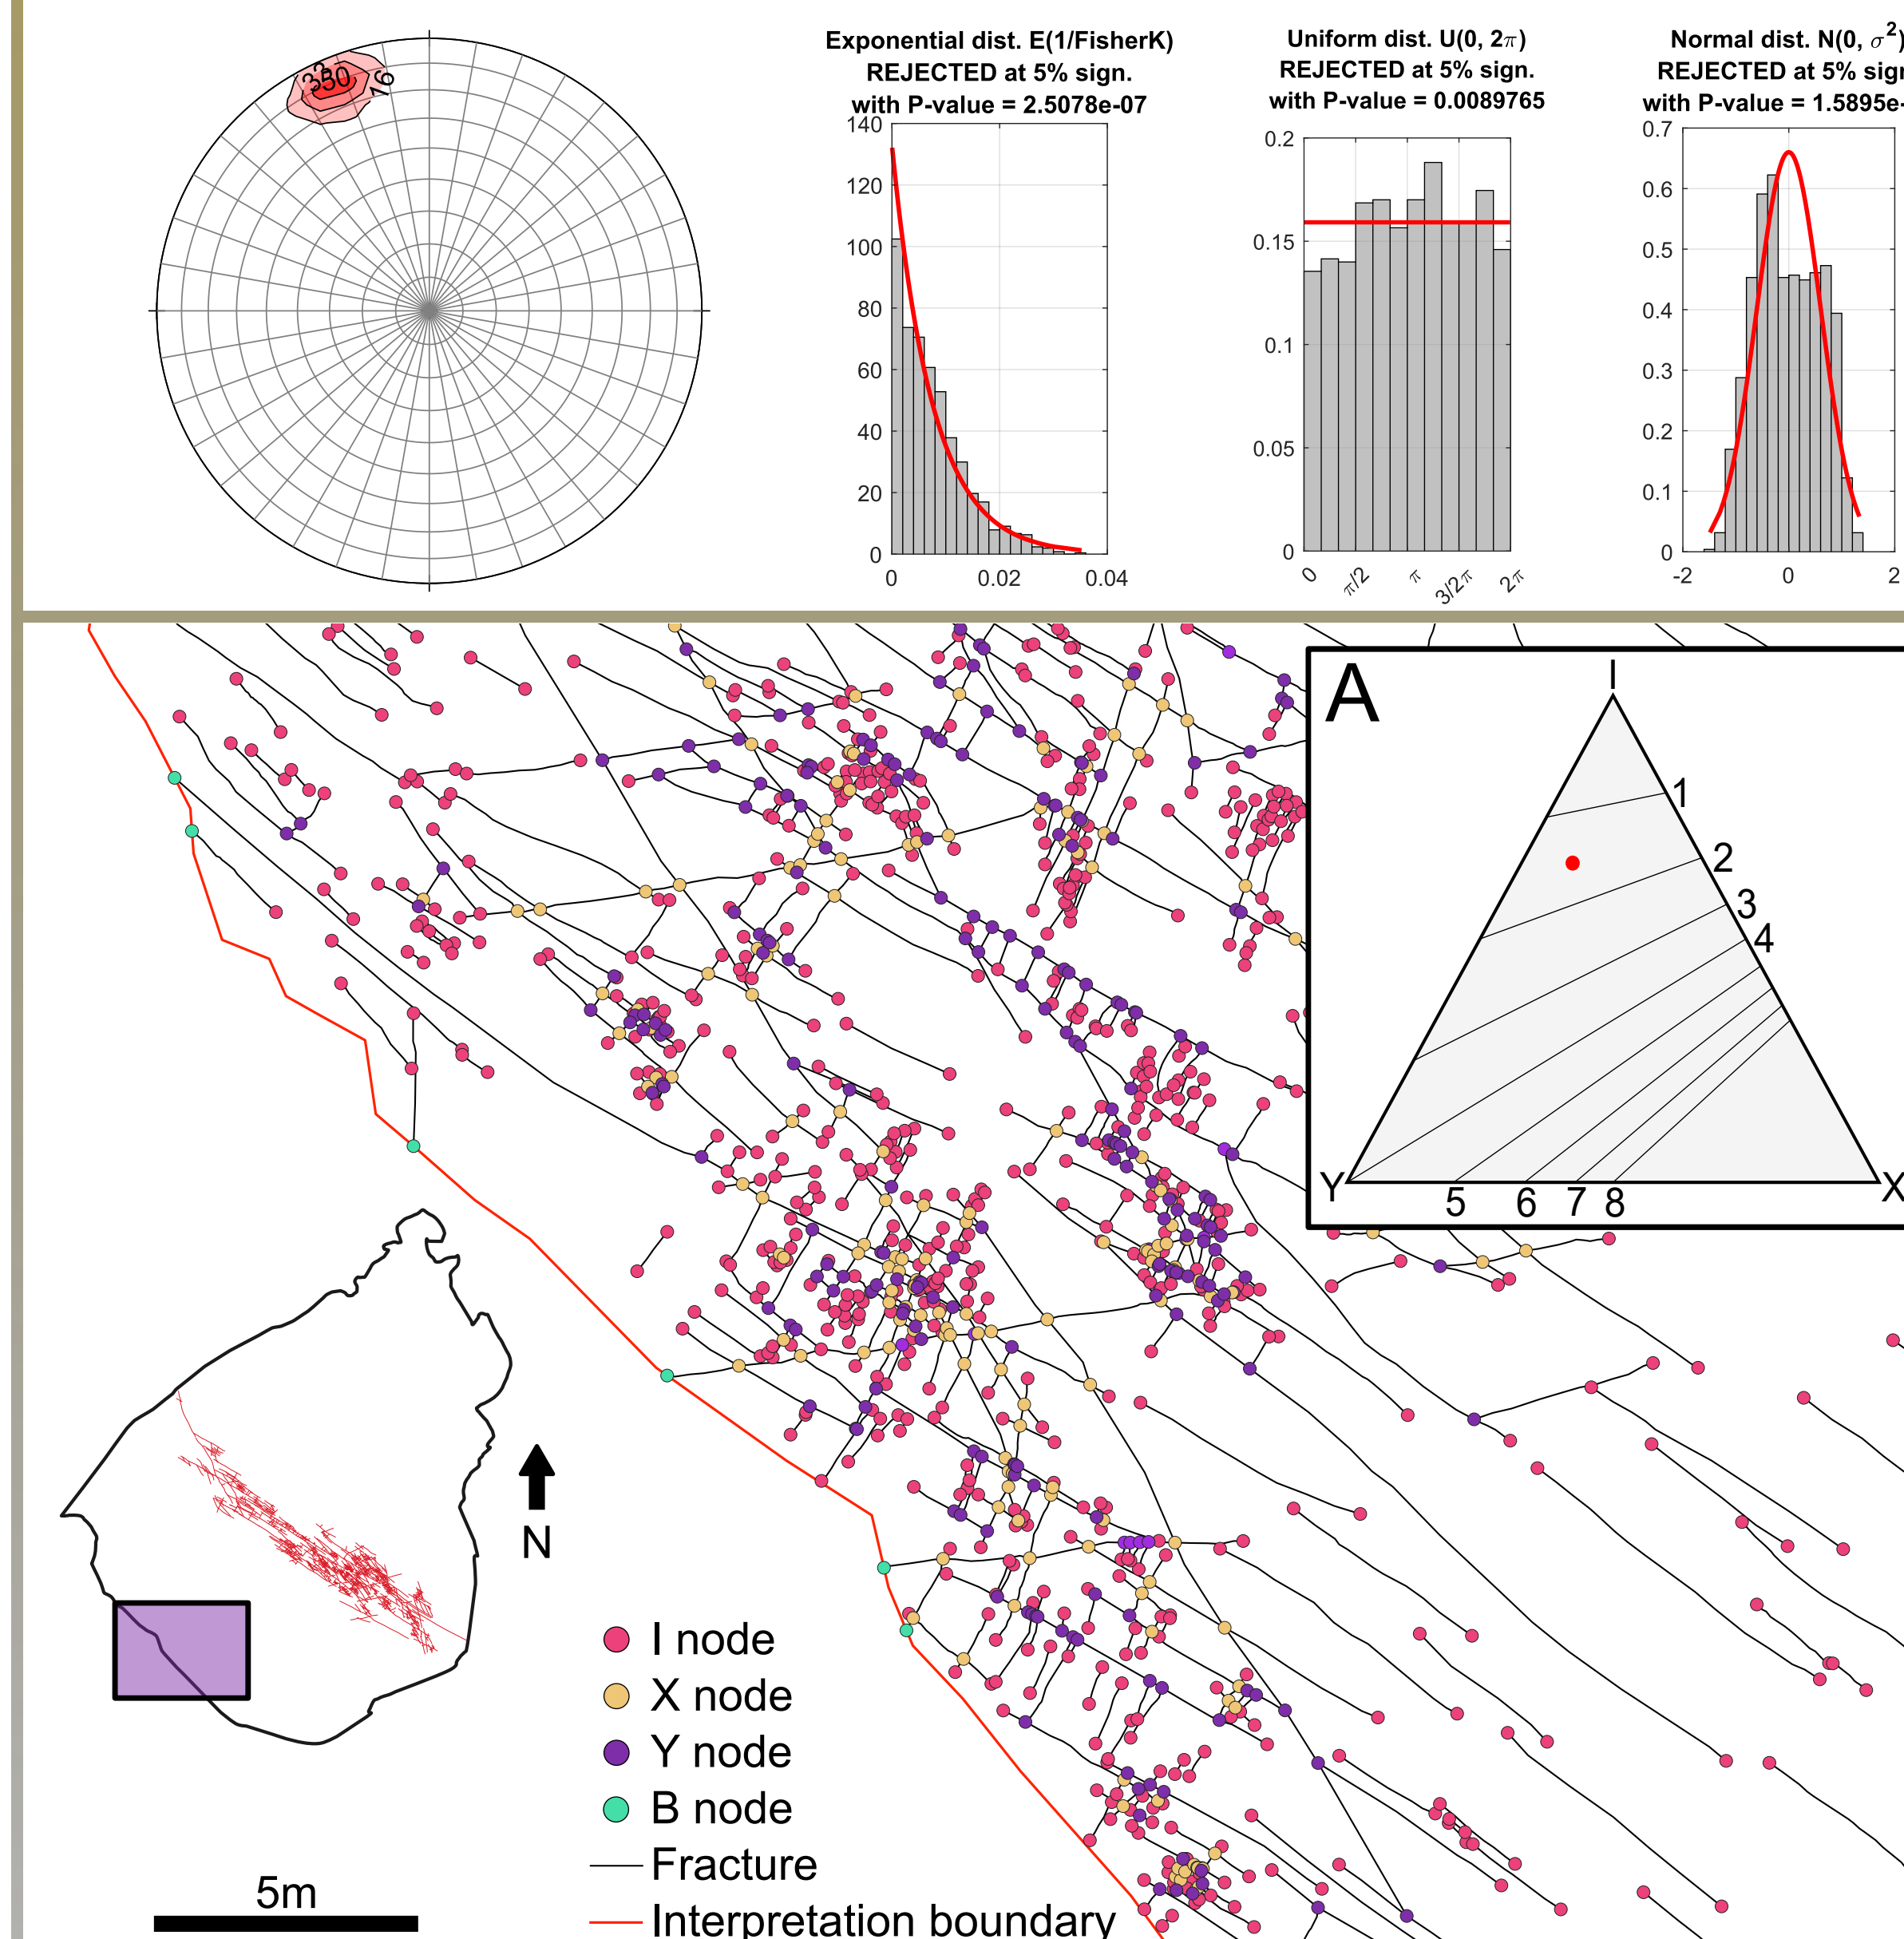 33
50
16
Exponential dist. E(1/FisherK)
REJECTED at 5% sign.
with P-value = 2.5078e-07
140
120
100
80
60
40
20
0
0 0.02 0.04
Uniform dist. U(0, 2π)
REJECTED at 5% sign.
with P-value = 0.0089765
0.2
0.15
0.1
0.05
0
0 π/2 π 3/2π 2π
Normal dist. N(0, σ²)
REJECTED at 5% sign
with P-value = 1.5895e-
0.7
0.6
0.5
0.4
0.3
0.2
0.1
0
-2 0 2
A
I
1
2
3
4
Y X
5 6 7 8
N
I node
X node
Y node
B node
Fracture
Interpretation boundary
5m